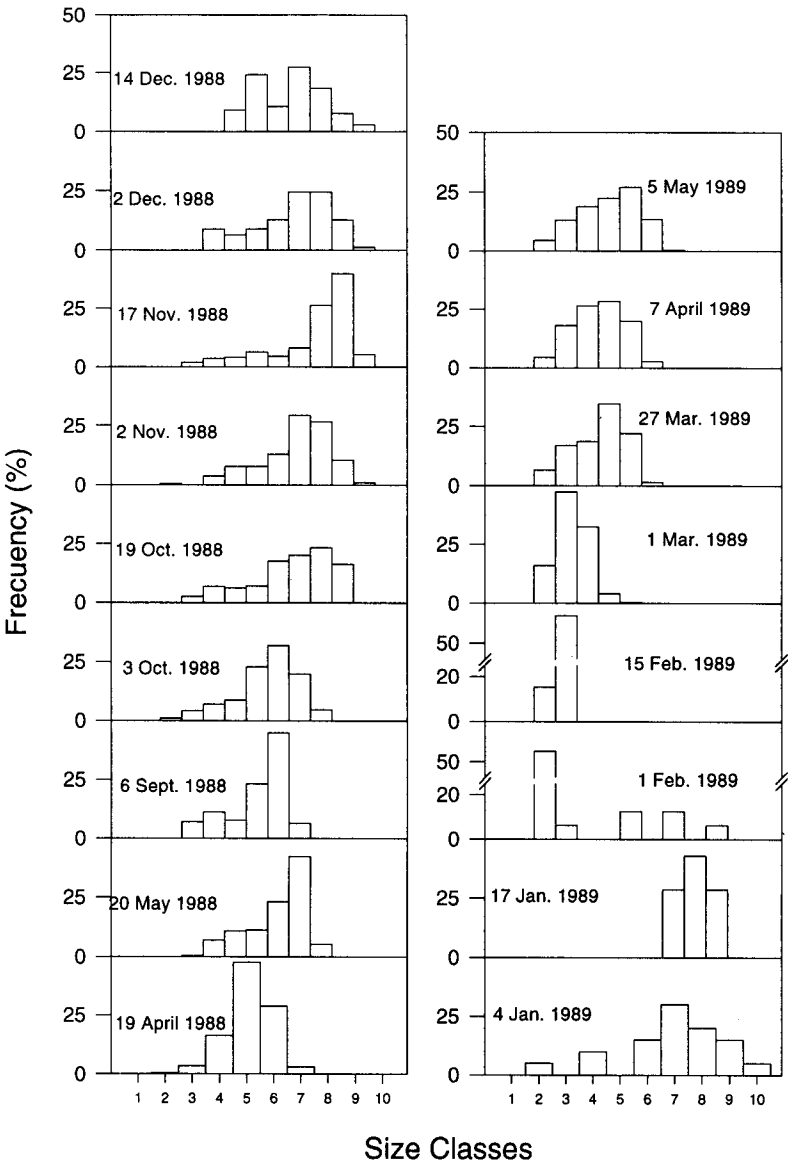 50
25
14 Dec. 1988
0
25
2 Dec. 1988
0
25
17 Nov. 1988
0
25
2 Nov. 1988
0
25
19 Oct. 1988
0
25
3 Oct. 1988
0
25
6 Sept. 1988
0
25
20 May 1988
0
25
19 April 1988
0
1 2 3 4 5 6 7 8 9 10
50
25
5 May 1989
0
25
7 April 1989
0
25
27 Mar. 1989
0
25
1 Mar. 1989
0
50
15 Feb. 1989
20
0
50
1 Feb. 1989
20
0
25
17 Jan. 1989
0
25
4 Jan. 1989
0
1 2 3 4 5 6 7 8 9 10
Frecuency (%)
Size Classes